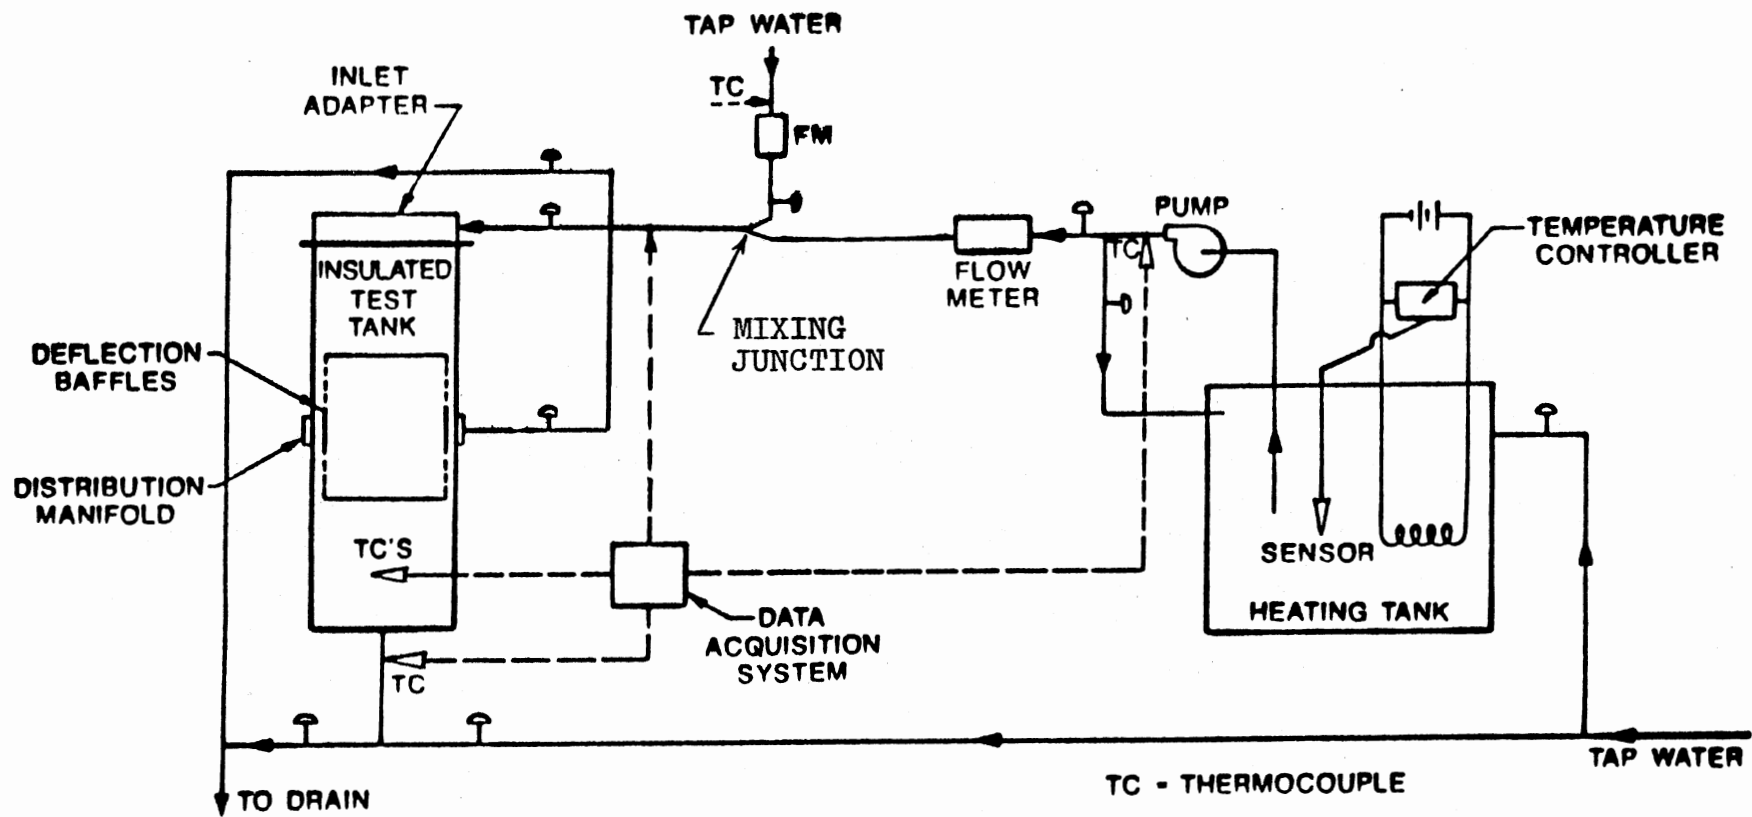 TAP WATER
INLET
ADAPTER
TC
FM
PUMP
TEMPERATURE
CONTROLLER
TC
FLOW
METER
INSULATED
TEST
TANK
MIXING
JUNCTION
DEFLECTION
BAFFLES
DISTRIBUTION
MANIFOLD
TC'S
SENSOR
HEATING TANK
DATA
ACQUISITION
SYSTEM
TC
TAP WATER
TC - THERMOCOUPLE
TO DRAIN